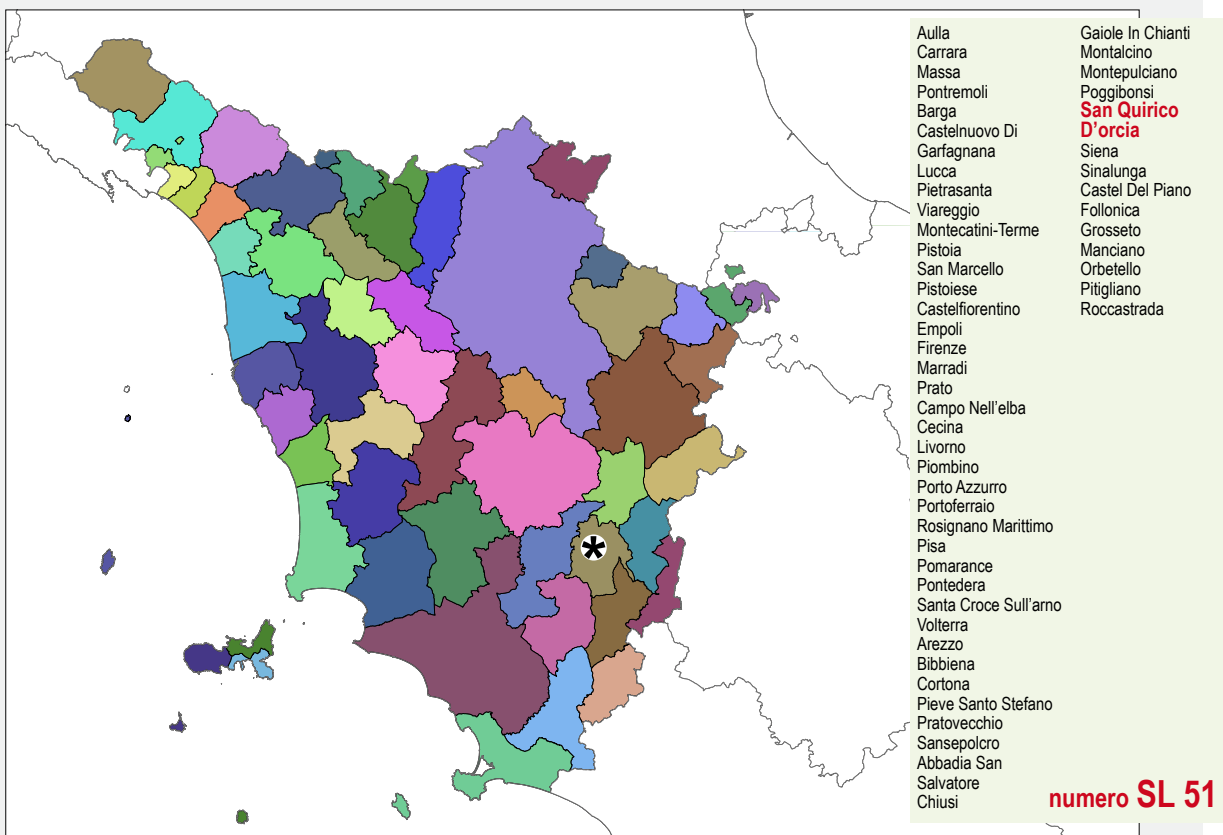 Aulla
Carrara
Massa
Pontremoli
Barga
Castelnuovo Di
Garfagnana
Lucca
Pietrasanta
Viareggio
Montecatini-Terme
Pistoia
San Marcello
Pistoiese
Castelfiorentino
Empoli
Firenze
Marradi
Prato
Campo Nell'elba
Cecina
Livorno
Piombino
Porto Azzurro
Portoferraio
Rosignano Marittimo
Pisa
Pomarance
Pontedera
Santa Croce Sull'arno
Volterra
Arezzo
Bibbiena
Cortona
Pieve Santo Stefano
Pratovecchio
Sansepolcro
Abbadia San
Salvatore
Chiusi
Gaiole In Chianti
Montalcino
Montepulciano
Poggibonsi
San Quirico
D'orcia
Siena
Sinalunga
Castel Del Piano
Follonica
Grosseto
Manciano
Orbetello
Pitigliano
Roccastrada
numero SL 51
*